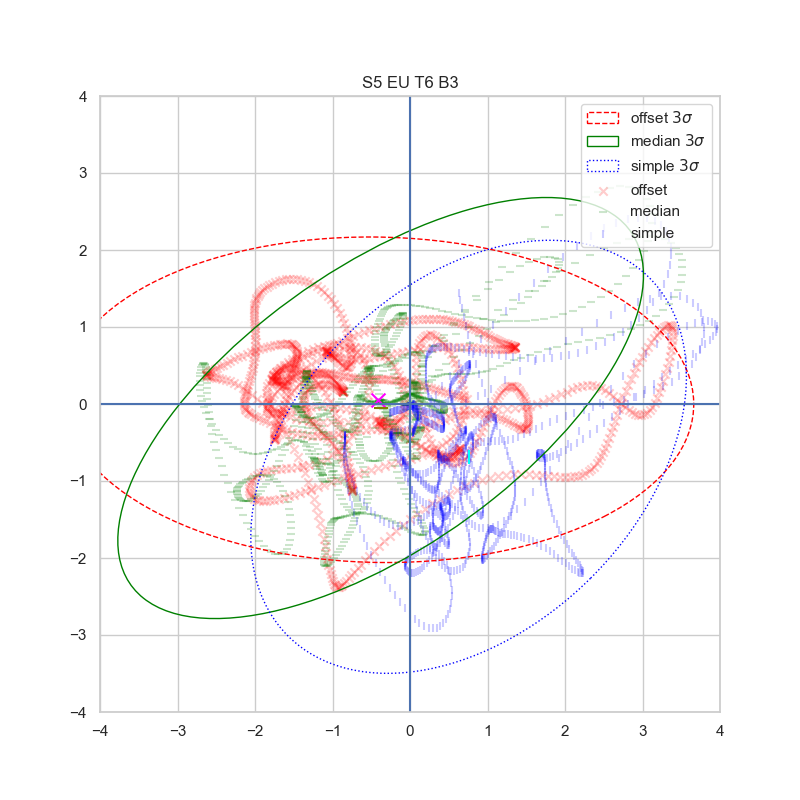 S5 EU T6 B3
offset 3σ
median 3σ
simple 3σ
offset
median
simple
4
3
2
1
0
−1
−2
−3
−4
−4 −3 −2 −1 0 1 2 3 4